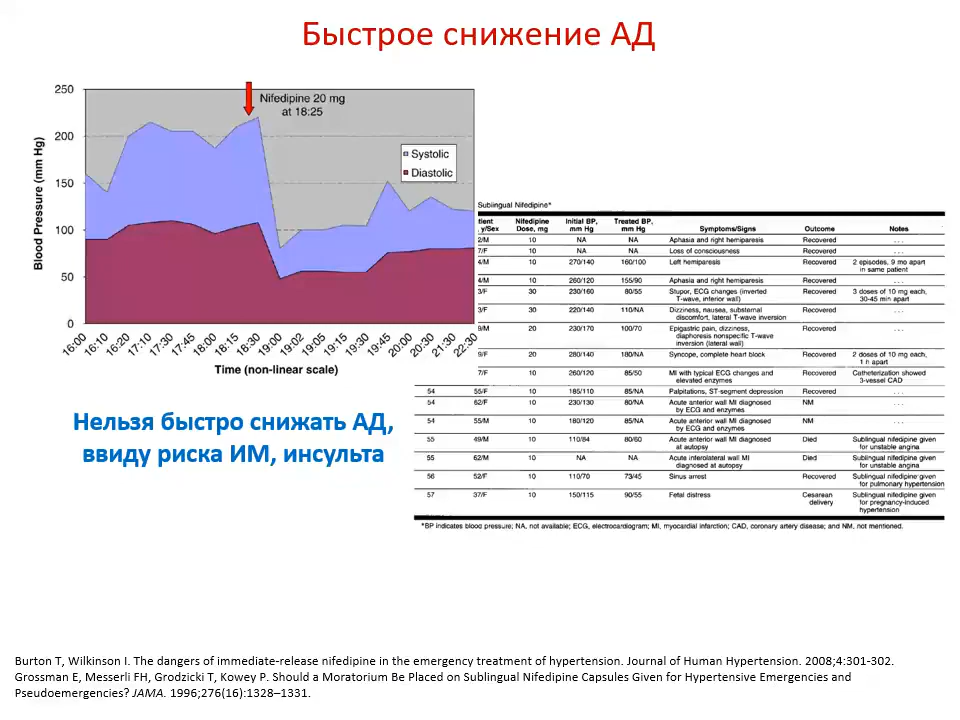 Быстрое снижение АД
250
200
150
100
50
0
Blood Pressure (mm Hg)
Nifedipine 20 mg
at 18:25
Systolic
Diastolic
16:00 16:10 16:20 17:10 17:45 18:00 18:15 18:30 19:00 19:02 19:05 19:15 19:30 19:45 20:00 20:30 21:30 22:30
Time (non-linear scale)
Нельзя быстро снижать АД,
ввиду риска ИМ, инсульта
Sublingual Nifedipine*
tient Nifedipine Initial BP, Treated BP,
y/Sex Dose, mg mm Hg mm Hg Symptoms/Signs Outcome Notes
2/M 10 NA NA Aphasia and right hemiparesis Recovered . . .
7/F 10 NA NA Loss of consciousness Recovered . . .
4/M 10 270/140 160/100 Left hemiparesis Recovered 2 episodes, 9 mo apart
in same patient
4/M 10 260/120 155/90 Aphasia and right hemiparesis Recovered . . .
3/F 30 230/160 80/55 Stupor, ECG changes (inverted Recovered 3 doses of 10 mg each,
T-wave, inferior wall) 30-45 min apart
3/F 30 220/140 110/NA Dizziness, nausea, substernal Recovered . . .
discomfort, lateral T-wave inversion
9/M 20 230/170 100/70 Epigastric pain, dizziness, Recovered . . .
diaphoresis nonspecific T-wave
inversion (lateral wall)
9/F 20 280/140 180/NA Syncope, complete heart block Recovered 2 doses of 10 mg each,
1 h apart
7/F 10 260/120 85/50 MI with typical ECG changes and Recovered Catheterization showed
elevated enzymes 3-vessel CAD
54 55/F 10 185/110 85/NA Palpitations, ST-segment depression Recovered . . .
54 62/F 10 230/130 80/NA Acute anterior wall MI diagnosed NM . . .
by ECG and enzymes
54 55/M 10 180/120 85/NA Acute anterior wall MI diagnosed NM . . .
by ECG and enzymes
55 49/M 10 110/84 80/60 Acute anterior wall MI diagnosed Died Sublingual nifedipine given
at autopsy for unstable angina
55 62/M 10 NA NA Acute inferolateral wall MI Died Sublingual nifedipine given
diagnosed at autopsy for unstable angina
56 52/F 10 110/70 73/45 Sinus arrest Recovered Sublingual nifedipine given
for pulmonary hypertension
57 37/F 10 150/115 90/55 Fetal distress Cesarean Sublingual nifedipine given
delivery for pregnancy-induced
hypertension
*BP indicates blood pressure; NA, not available; ECG, electrocardiogram; MI, myocardial infarction; CAD, coronary artery disease; and NM, not mentioned.
Burton T, Wilkinson I. The dangers of immediate-release nifedipine in the emergency treatment of hypertension. Journal of Human Hypertension. 2008;4:301-302.
Grossman E, Messerli FH, Grodzicki T, Kowey P. Should a Moratorium Be Placed on Sublingual Nifedipine Capsules Given for Hypertensive Emergencies and
Pseudoemergencies? JAMA. 1996;276(16):1328–1331.